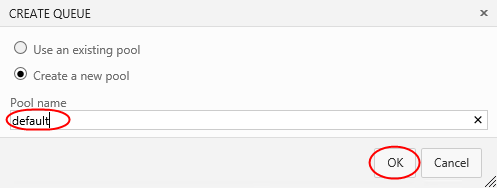 CREATE QUEUE
Use an existing pool
Create a new pool
Pool name
default
OK Cancel